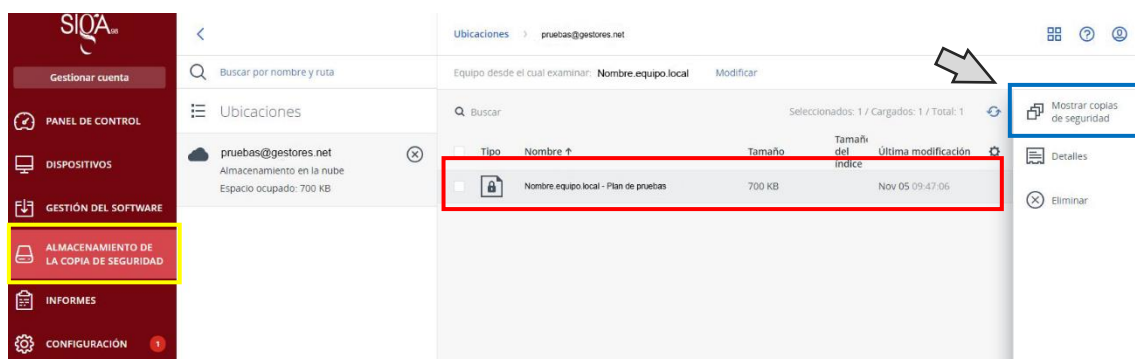 SIQA 98
Gestionar cuenta
PANEL DE CONTROL
DISPOSITIVOS
GESTIÓN DEL SOFTWARE
ALMACENAMIENTO DE
LA COPIA DE SEGURIDAD
INFORMES
CONFIGURACIÓN 1
Buscar por nombre y ruta
Ubicaciones
pruebas@gestores.net
Almacenamiento en la nube
Espacio ocupado: 700 KB
Ubicaciones > pruebas@gestores.net
Equipo desde el cual examinar: Nombre.equipo.local Modificar
Buscar Seleccionados: 1 / Cargados: 1 / Total: 1
Tipo Nombre ↑ Tamaño Tamaño del índice Última modificación
Nombre.equipo.local - Plan de pruebas 700 KB Nov 05 09:47:06
Mostrar copias
de seguridad
Detalles
Eliminar